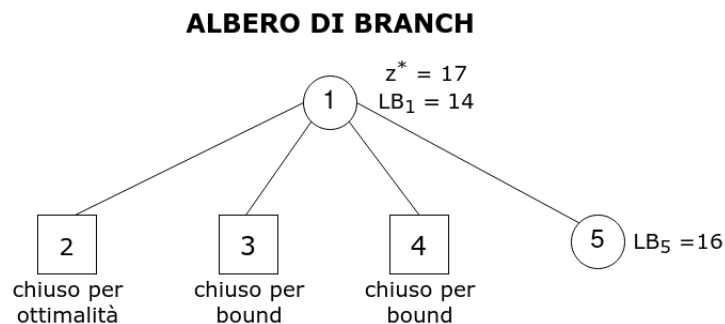 ALBERO DI BRANCH
z* = 17
1
LB₁ = 14
2
3
4
5
LB₅ =16
chiuso per
ottimalità
chiuso per
bound
chiuso per
bound